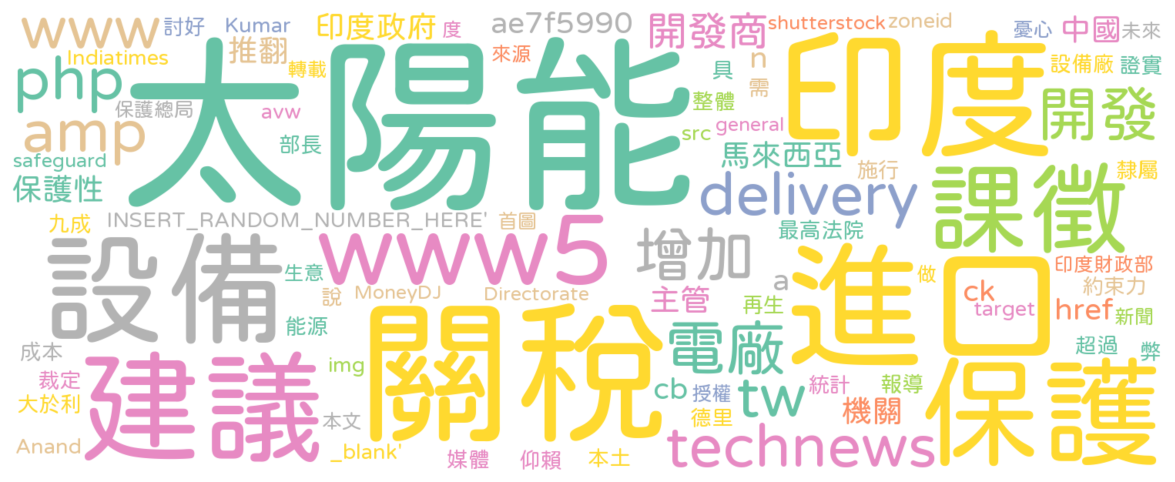 www 討好 Kumar 印度政府 度 ae7f5990 開發商 shutterstock ck zoneid 憂心 中國 未來
Indiatimes 推翻 轉載 來源 n 具 需 設備廠 證實
php 保護總局 avw 太陽能 整體 印度 開發
amp 部長 src general
safeguard 保護性 馬來西亞 施行 隸屬
delivery 課徵
九成 INSERT_RANDOM_NUMBER_HERE' 首圖 最高法院
設備 www5 增加 印度財政部
生意 a 做 約束力
說 MoneyDJ Directorate 主管 再生 進口 ck target href 新聞
能源 電廠 超過 弊
成本 關稅 img
裁定 建議 cb 授權 tw 統計 報導 保護
大於利 本文 德里 機關
Anand _blank' 媒體 仰賴 本土 technews